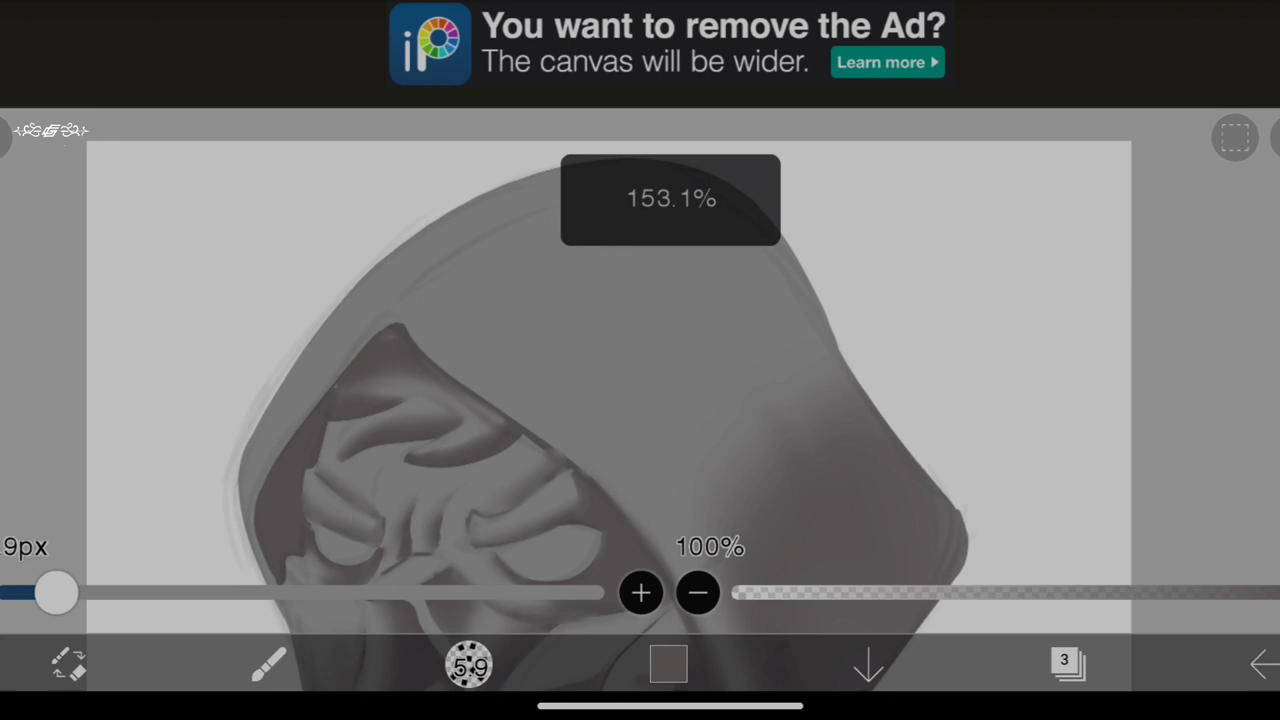 iP
You want to remove the Ad?
The canvas will be wider. Learn more
153.1%
9px
100%
5.9
3